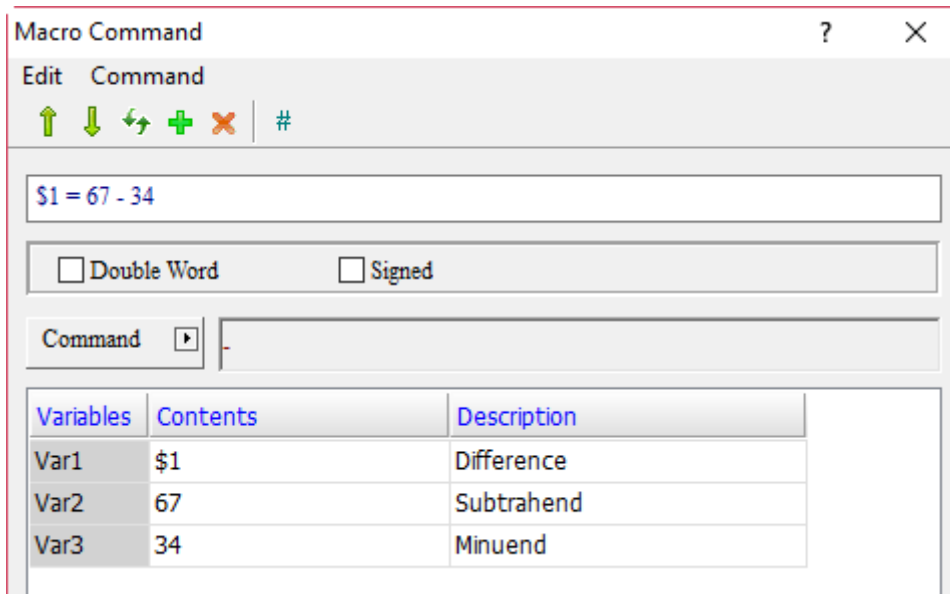 Macro Command ?
Edit Command
#
$1 = 67 - 34
Double Word Signed
Command -
Variables Contents Description
Var1 $1 Difference
Var2 67 Subtrahend
Var3 34 Minuend